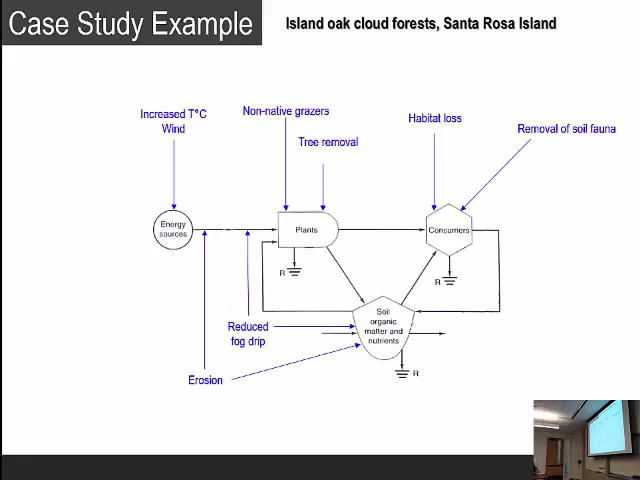 Case Study Example
Island oak cloud forests, Santa Rosa Island
Increased T°C
Wind
Non-native grazers
Tree removal
Habitat loss
Removal of soil fauna
Energy
sources
Plants
Consumers
R
R
Soil
organic
matter and
nutrients
Reduced
fog drip
R
Erosion